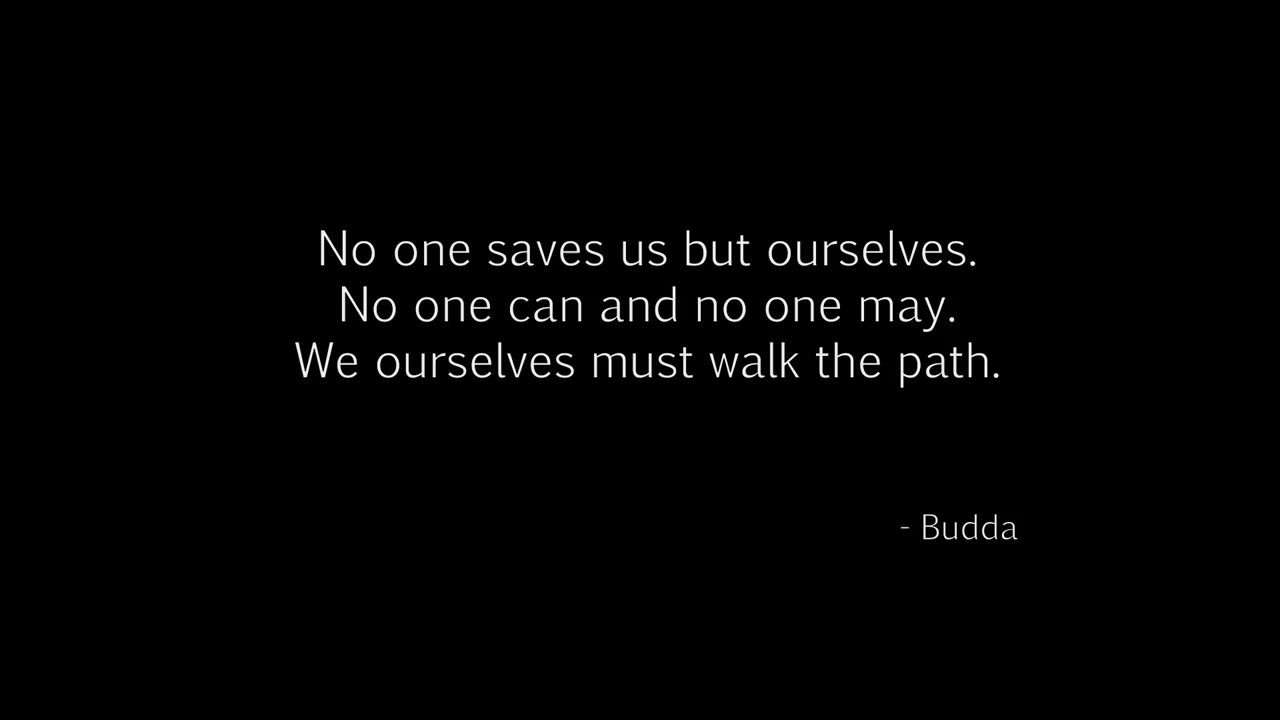 No one saves us but ourselves.
No one can and no one may.
We ourselves must walk the path.
- Budda